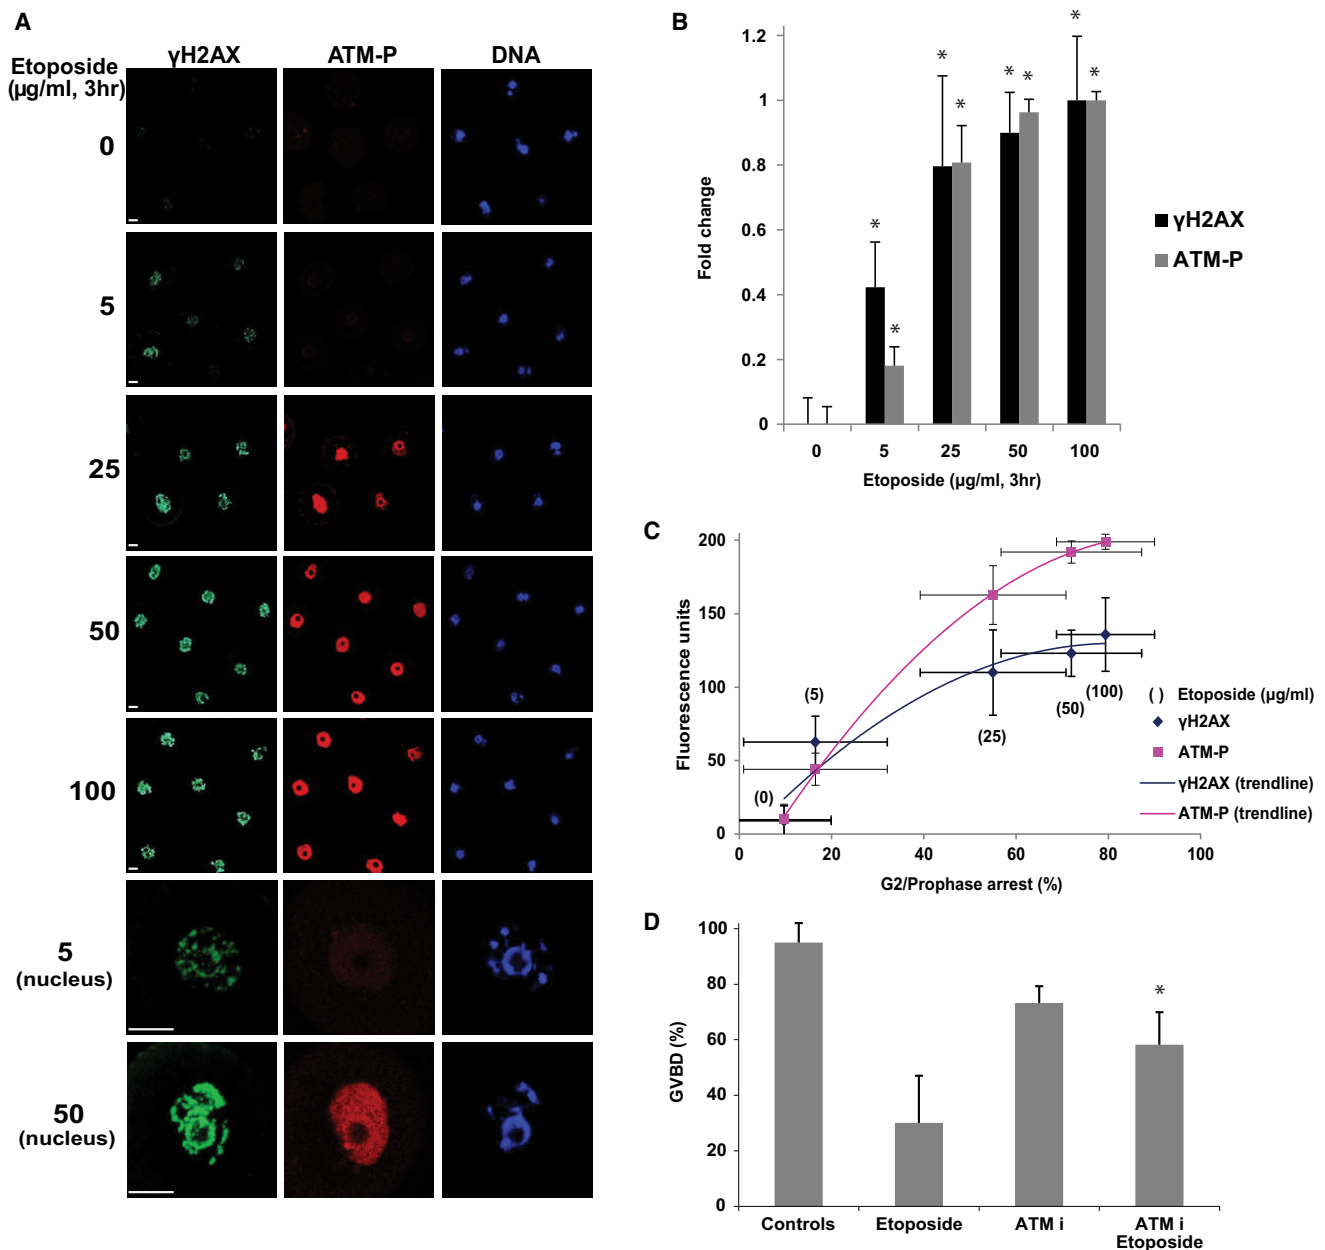 A
γH2AX ATM-P DNA
Etoposide
(µg/ml, 3hr)
0
5
25
50
100
5
(nucleus)
50
(nucleus)
B
1.2
1
0.8
0.6
0.4
0.2
0
Fold change
* * * * * * * *
0 5 25 50 100
Etoposide (µg/ml, 3hr)
γH2AX
ATM-P
C
200
150
100
50
0
Fluorescence units
(0)
(5)
(25)
(50)
(100)
0 20 40 60 80 100
G2/Prophase arrest (%)
( ) Etoposide (µg/ml)
γH2AX
ATM-P
γH2AX (trendline)
ATM-P (trendline)
D
100
80
60
40
20
0
GVBD (%)
*
Controls Etoposide ATM i ATM i
Etoposide